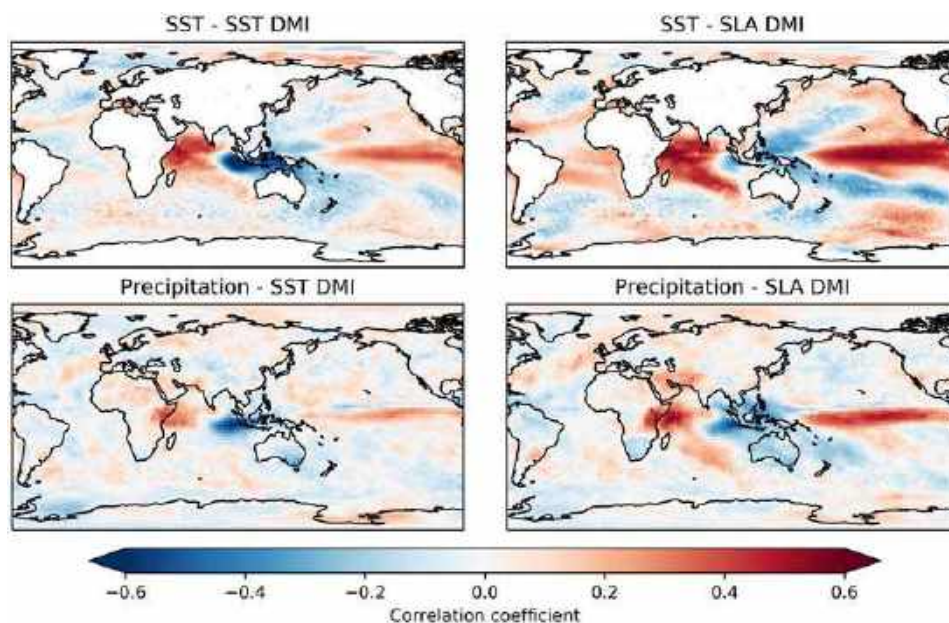 SST - SST DMI
SST - SLA DMI
Precipitation - SST DMI
Precipitation - SLA DMI
−0.6 −0.4 −0.2 0.0 0.2 0.4 0.6
Correlation coefficient